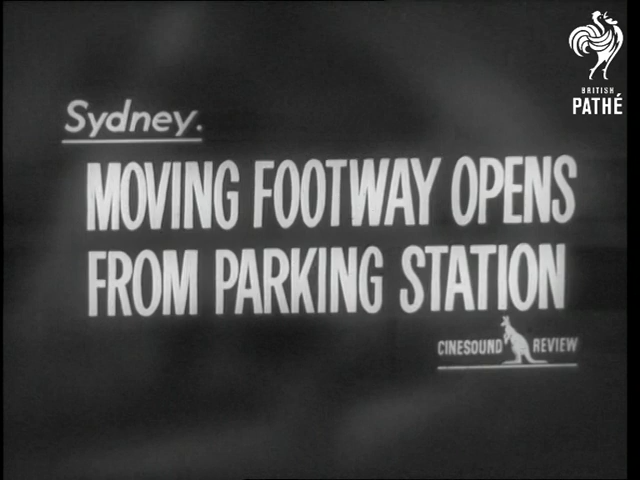 BRITISH
PATHÉ
Sydney.
MOVING FOOTWAY OPENS
FROM PARKING STATION
CINESOUND REVIEW